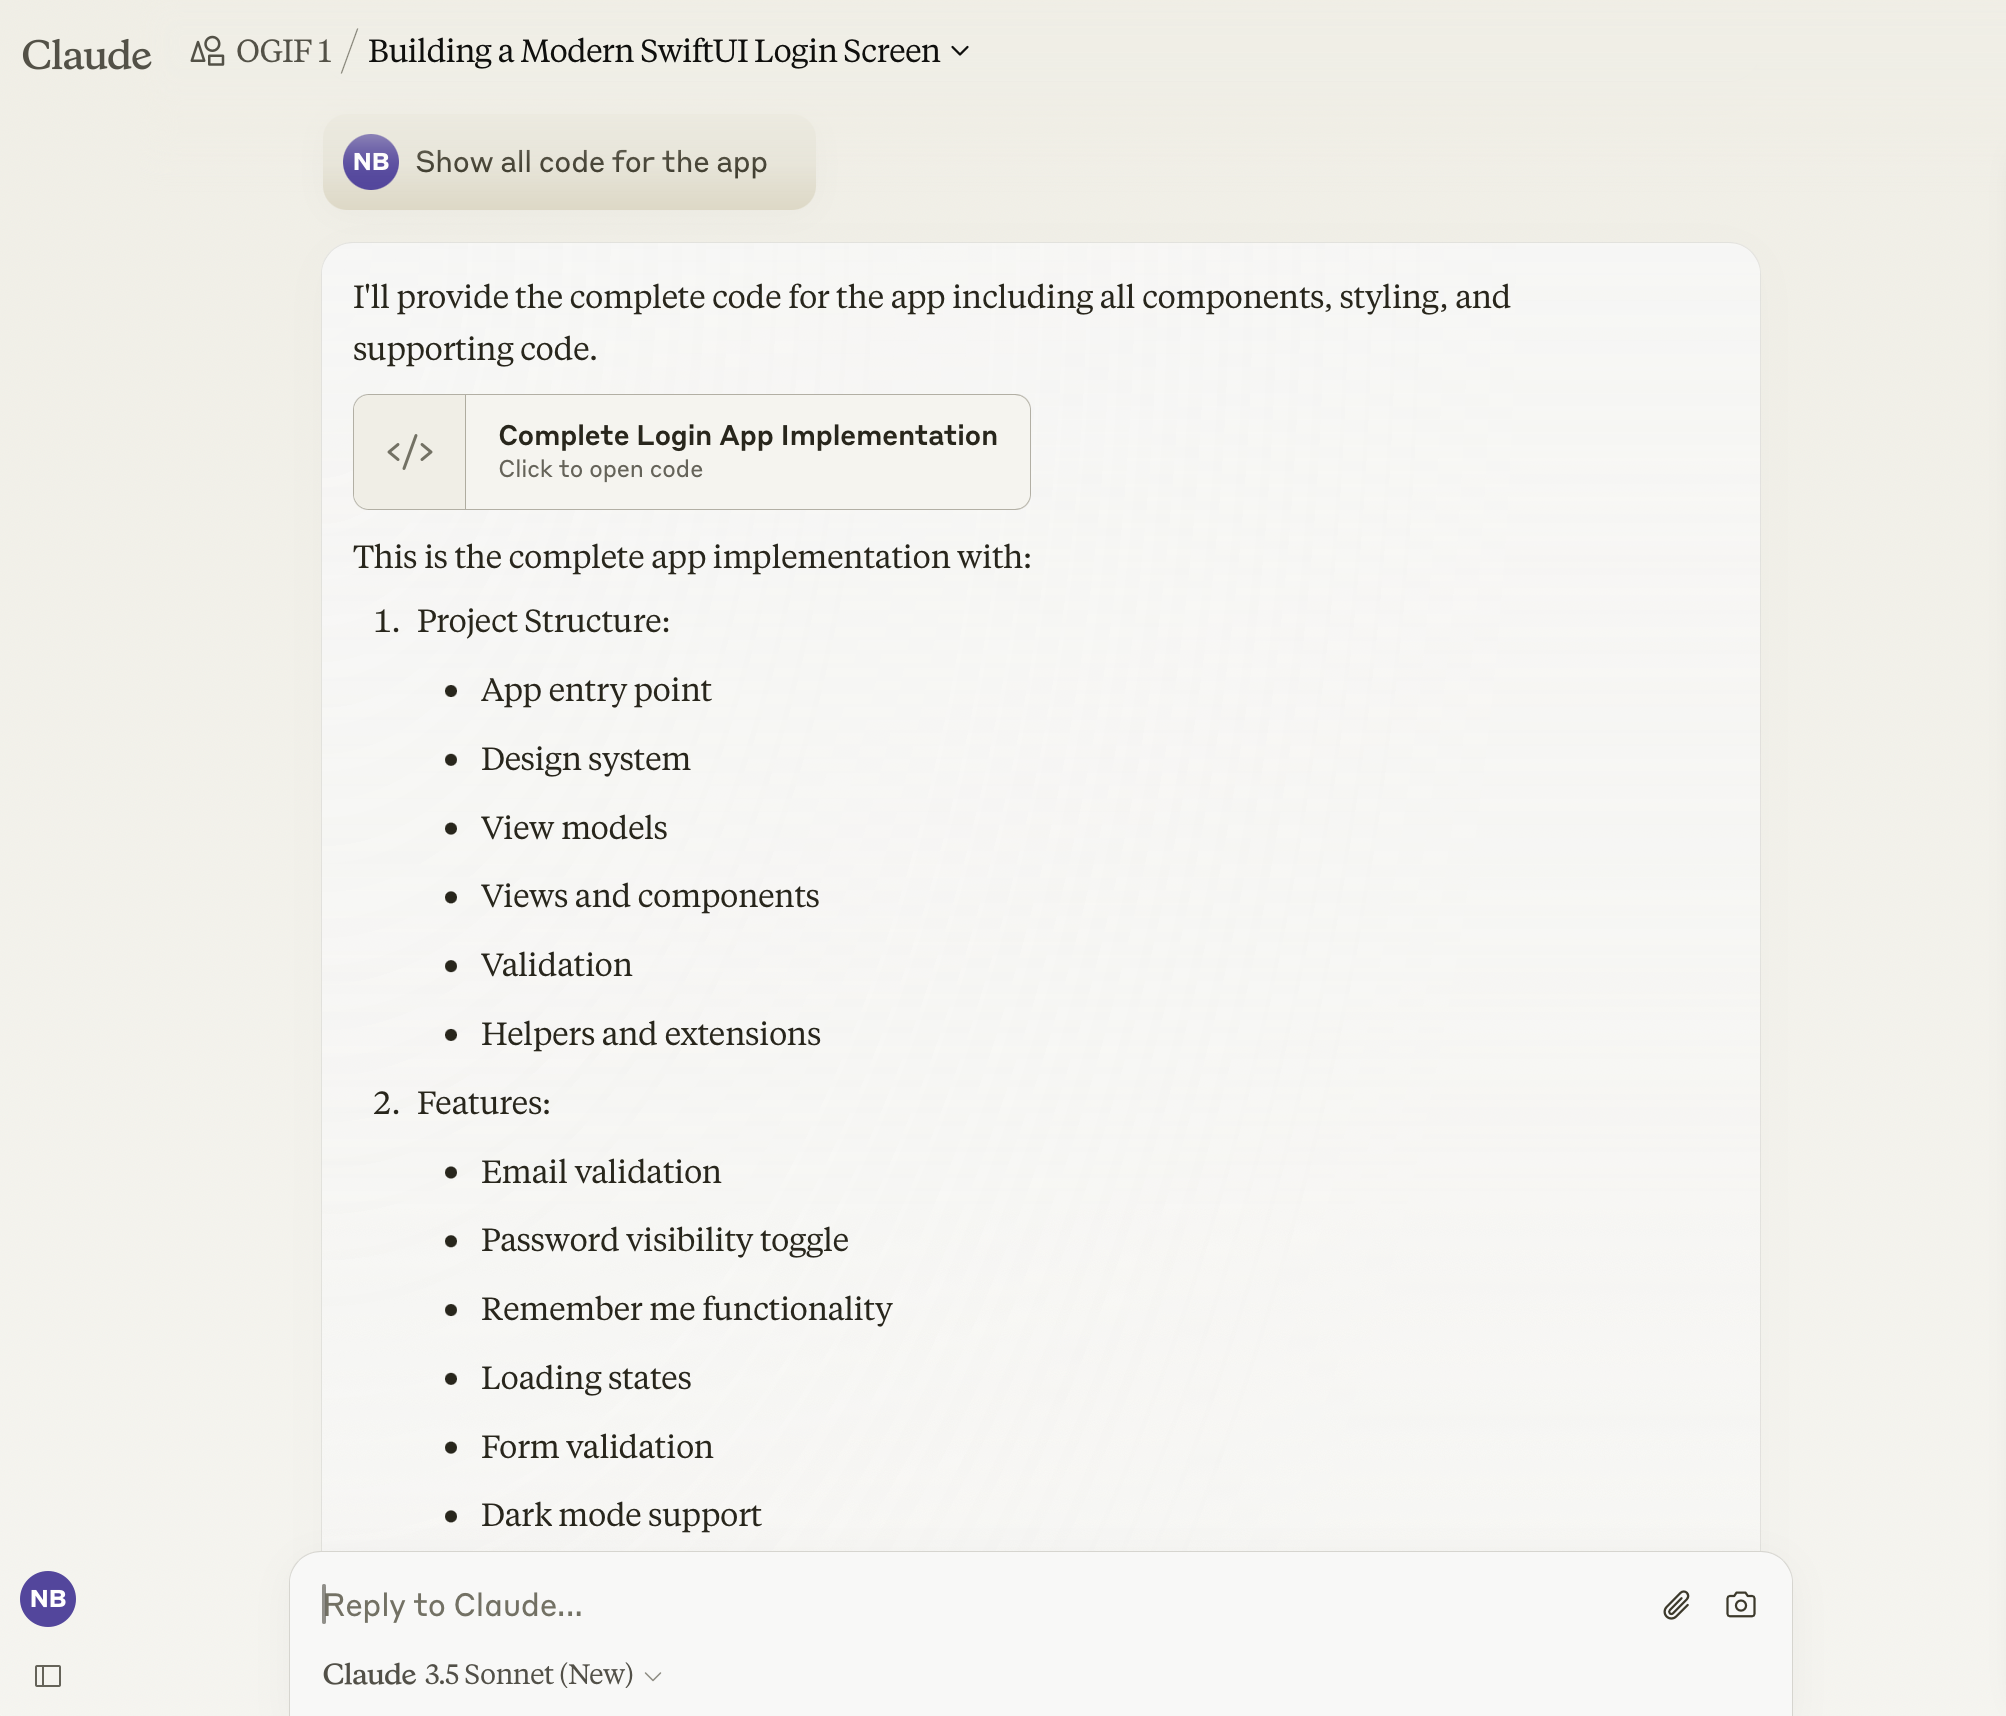 Claude
OGIF 1 / Building a Modern SwiftUI Login Screen
NB
Show all code for the app
I'll provide the complete code for the app including all components, styling, and
supporting code.
</>
Complete Login App Implementation
Click to open code
This is the complete app implementation with:
1. Project Structure:
• App entry point
• Design system
• View models
• Views and components
• Validation
• Helpers and extensions
2. Features:
• Email validation
• Password visibility toggle
• Remember me functionality
• Loading states
• Form validation
• Dark mode support
NB
Reply to Claude...
Claude 3.5 Sonnet (New)